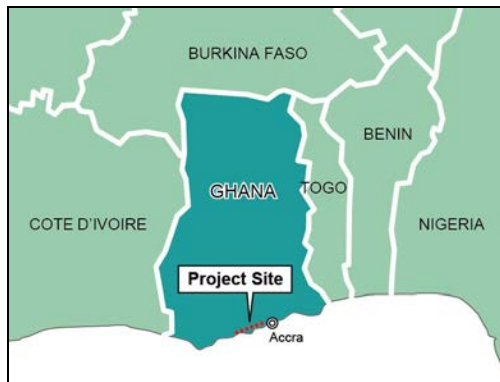 BURKINA FASO
BENIN
GHANA
TOGO
COTE D'IVOIRE
NIGERIA
Project Site
Accra